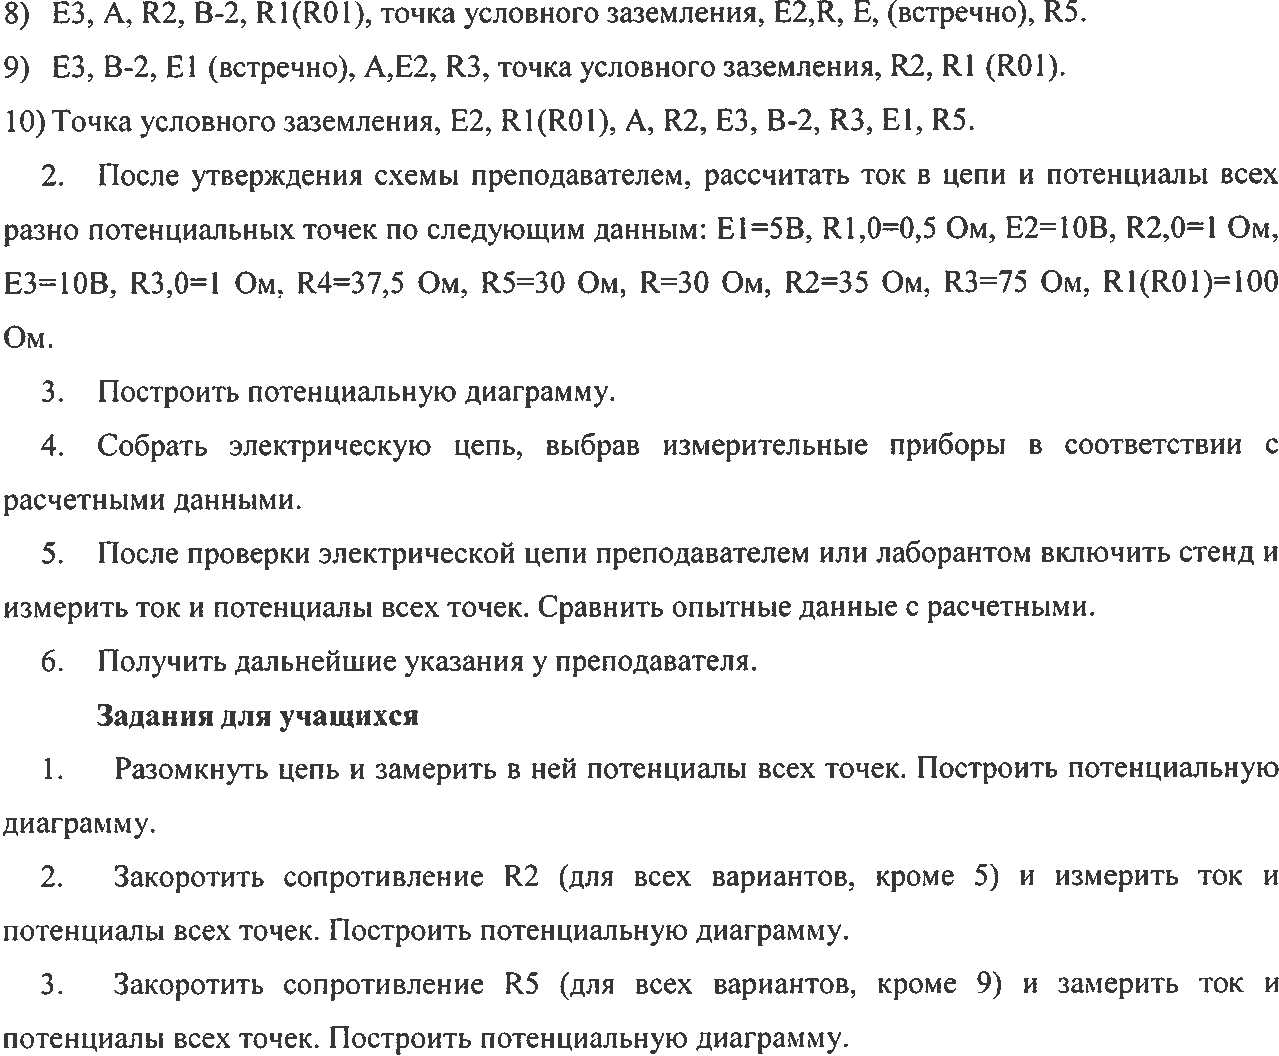 8) E3, A, R2, B-2, R1(R01), точка условного заземления, E2,R, E, (встречно), R5.
9) E3, B-2, E1 (встречно), A,E2, R3, точка условного заземления, R2, R1 (R01).
10) Точка условного заземления, E2, R1(R01), A, R2, E3, B-2, R3, E1, R5.
2. После утверждения схемы преподавателем, рассчитать ток в цепи и потенциалы всех
разно потенциальных точек по следующим данным: E1=5В, R1,0=0,5 Ом, E2=10В, R2,0=1 Ом,
E3=10В, R3,0=1 Ом, R4=37,5 Ом, R5=30 Ом, R=30 Ом, R2=35 Ом, R3=75 Ом, R1(R01)=100
Ом.
3. Построить потенциальную диаграмму.
4. Собрать электрическую цепь, выбрав измерительные приборы в соответствии с
расчетными данными.
5. После проверки электрической цепи преподавателем или лаборантом включить стенд и
измерить ток и потенциалы всех точек. Сравнить опытные данные с расчетными.
6. Получить дальнейшие указания у преподавателя.
Задания для учащихся
1. Разомкнуть цепь и замерить в ней потенциалы всех точек. Построить потенциальную
диаграмму.
2. Закоротить сопротивление R2 (для всех вариантов, кроме 5) и измерить ток и
потенциалы всех точек. Построить потенциальную диаграмму.
3. Закоротить сопротивление R5 (для всех вариантов, кроме 9) и замерить ток и
потенциалы всех точек. Построить потенциальную диаграмму.